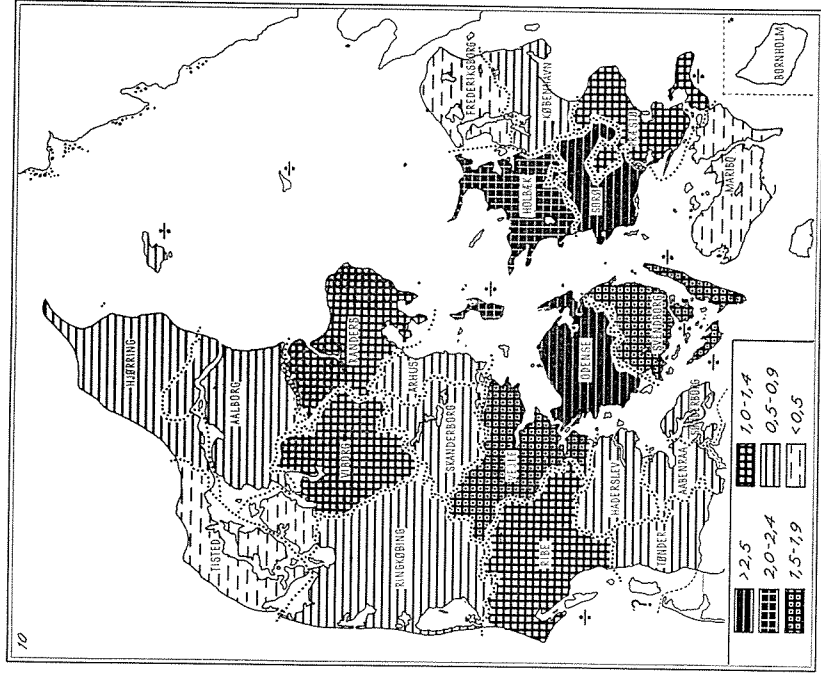 10
HJØRRING
TISTED
AALBORG
VIBORG
RANDERS
ÅRHUS
RINGKØBING
SKANDERBORG
VEJLE
RIBE
HADERSLEV
TØNDER
AABENRAA
SØNDERBORG
ODENSE
SVENDBORG
HOLBÆK
SORØ
FREDERIKSBORG
KØBENHAVN
PRÆSTØ
MARIBO
BORNHOLM
?
>2,5
2,0-2,4
1,5-1,9
1,0-1,4
0,5-0,9
<0,5
÷
÷
÷
÷
÷
÷
÷